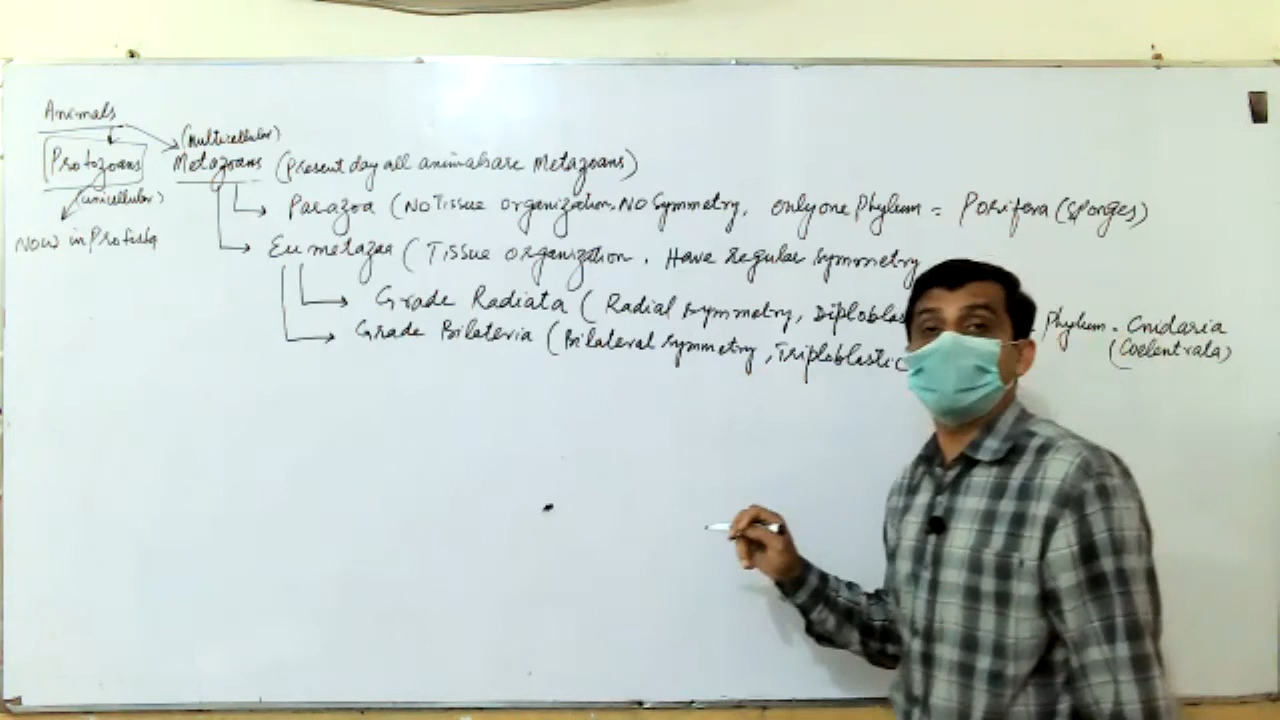 Animals
(Multicellular)
Protozoans Metazoans (Present day all animals are Metazoans)
(unicellular)
Now in Protista
Parazoa (No Tissue organization, No Symmetry, only one Phylum = Porifera (Sponges)
Eumetazoa (Tissue organization, Have regular symmetry
Grade Radiata (Radial symmetry, Diploblas Phylum = Cnidaria
(Coelentrata)
Grade Bilateria (Bilateral symmetry, Triploblastic